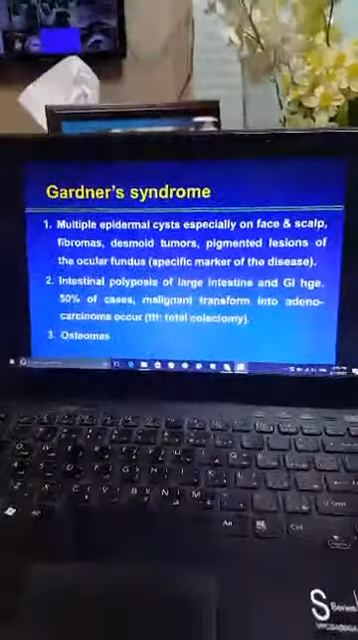 Gardner's syndrome
1. Multiple epidermal cysts especially on face & scalp,
fibromas, desmoid tumors, pigmented lesions of
the ocular fundus (specific marker of the disease).
2. Intestinal polyposis of large intestine and GI hge.
50% of cases, malignant transform into adeno-
carcinoma occur (ttt: total colectomy).
3. Osteomas
S Series